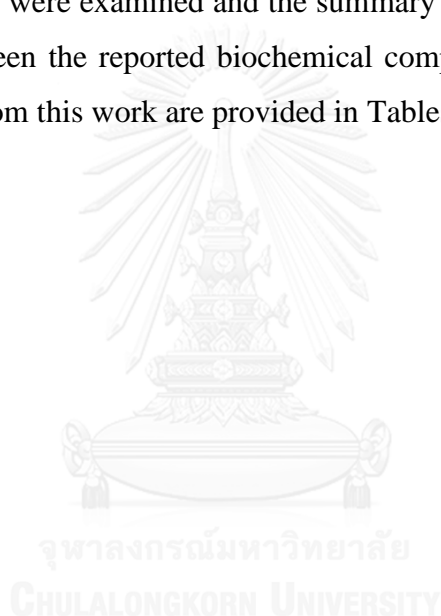 were examined and the summary
een the reported biochemical comp
om this work are provided in Table
จุฬาลงกรณ์มหาวิทยาลัย
CHULALONGKORN UNIVERSITY